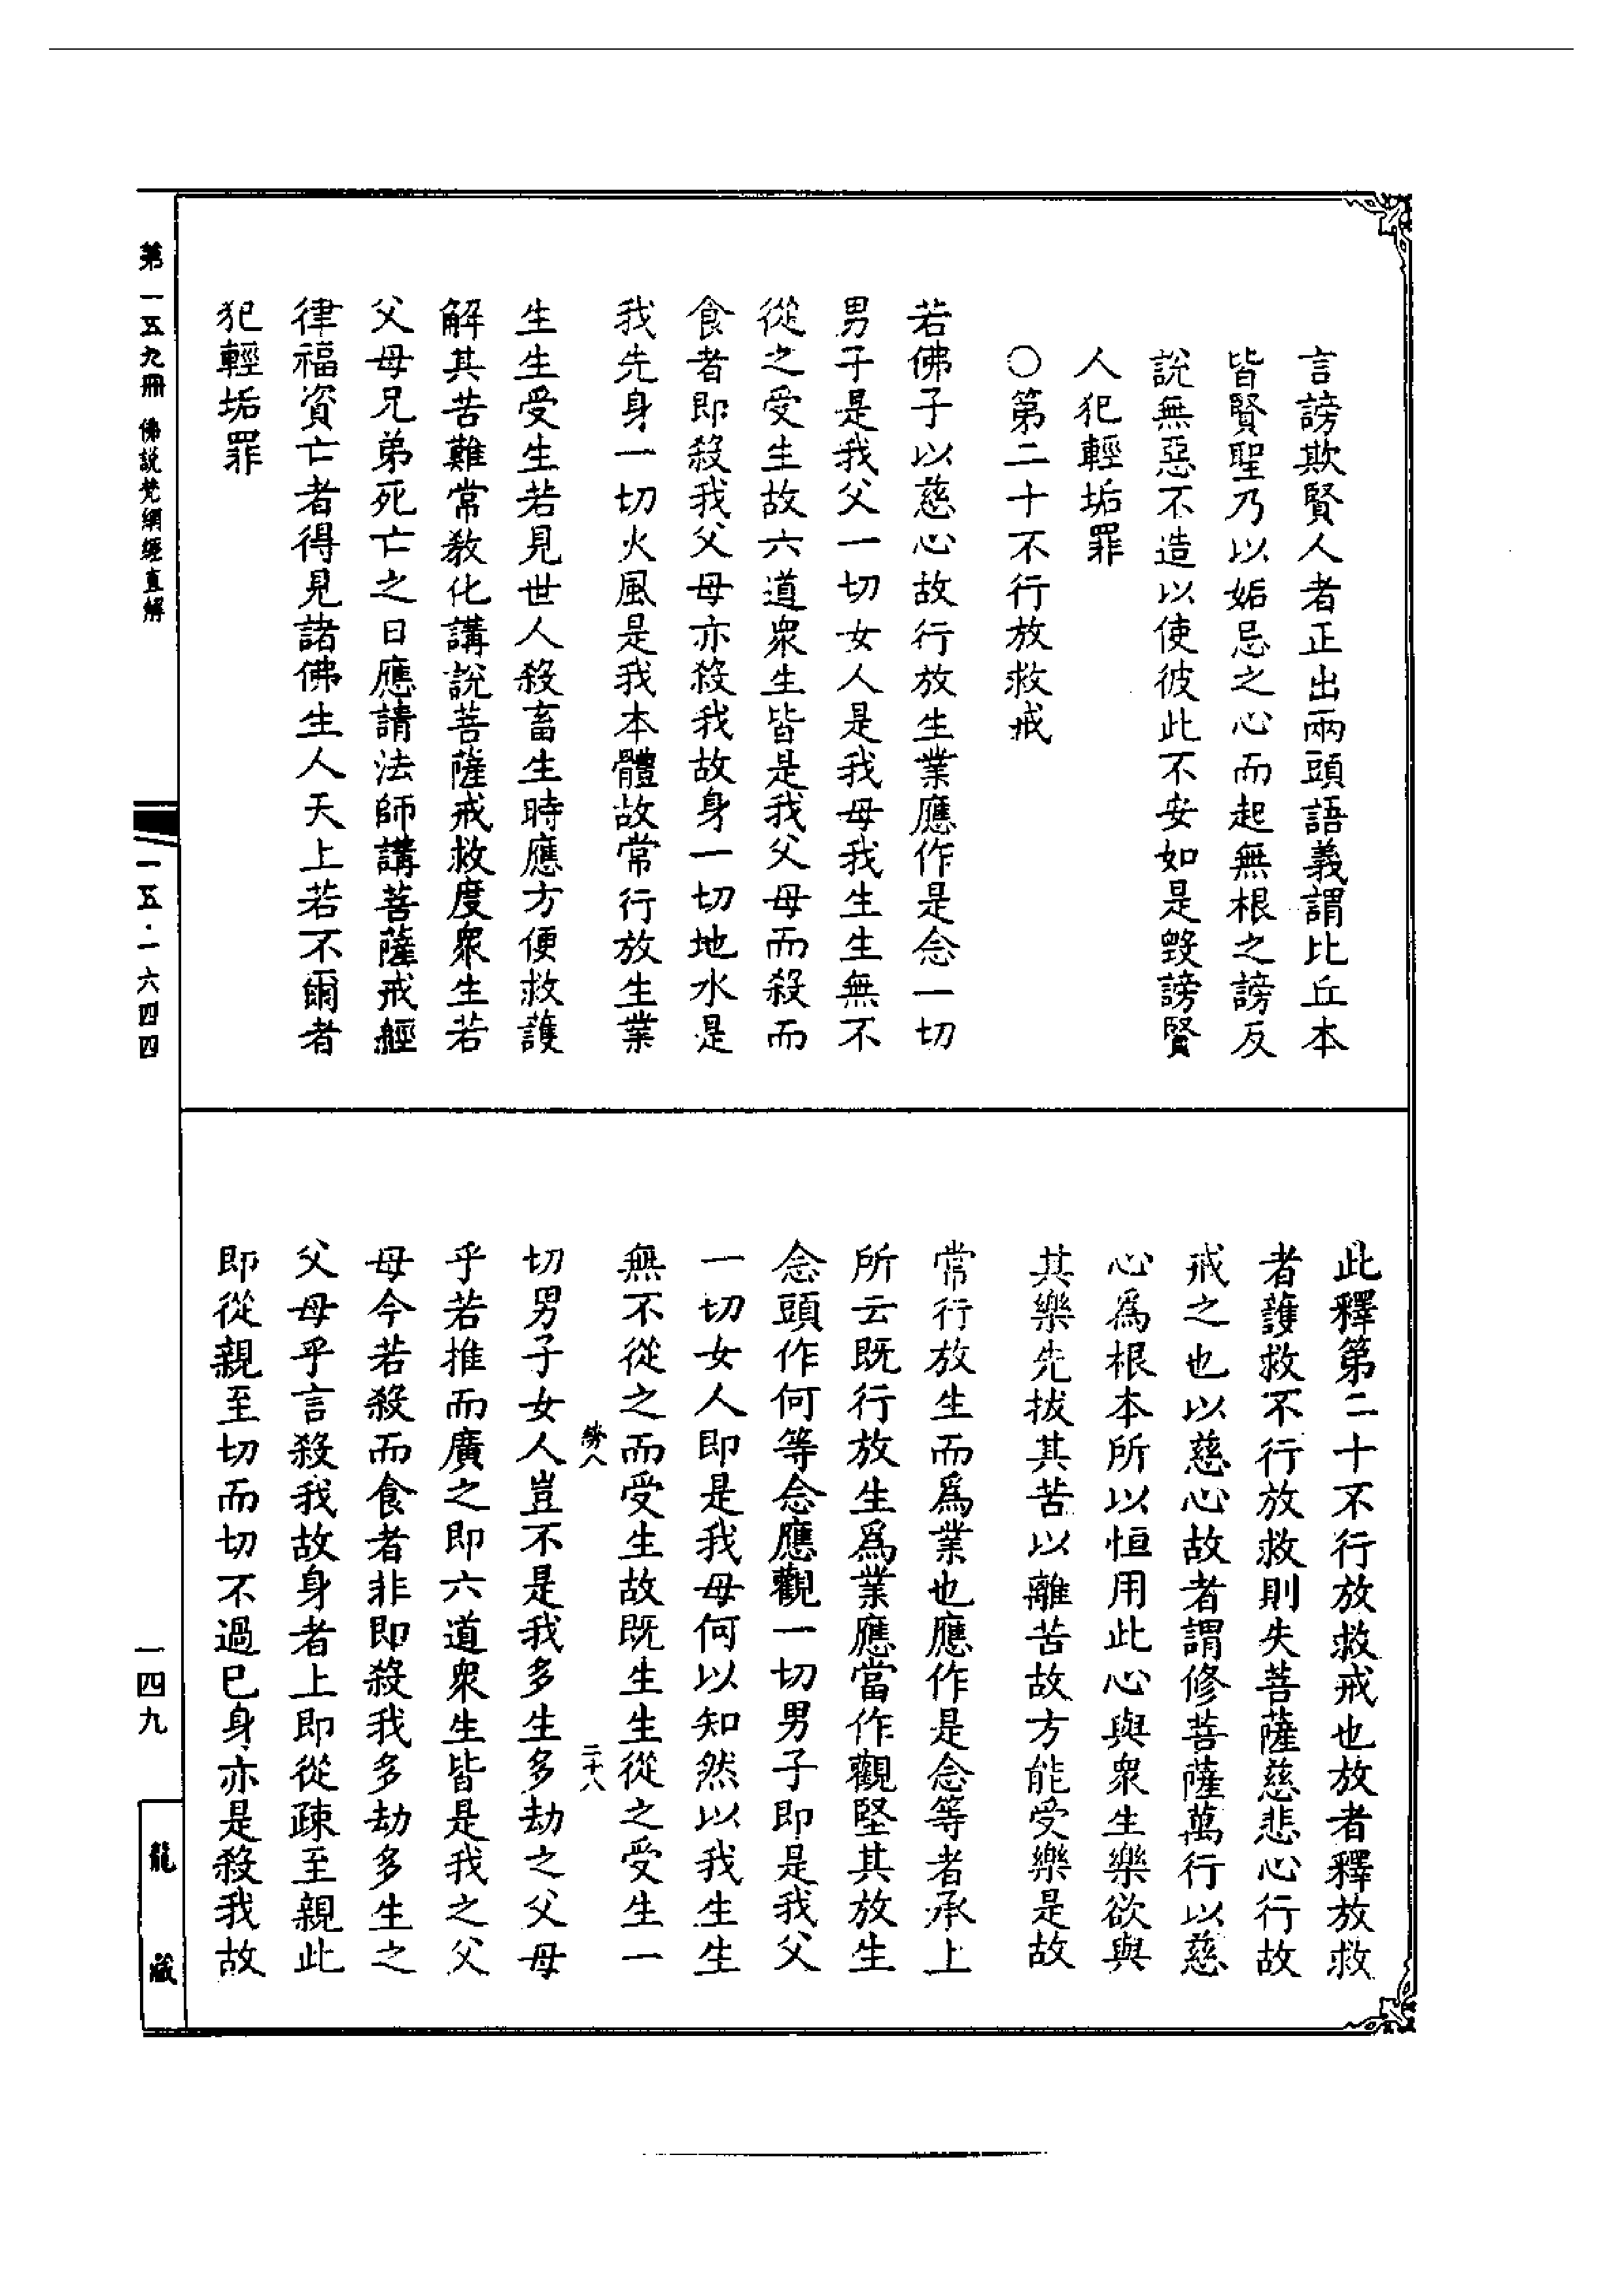 言謗欺賢人者正出兩頭語義謂比丘本
皆賢聖乃以妬忌之心而起無根之謗反
說無惡不造以使彼此不安如是毀謗賢
人犯輕垢罪
○第二十不行放救戒
若佛子以慈心故行放生業應作是念一切
男子是我父一切女人是我母我生生無不
從之受生故六道衆生皆是我父母而殺而
食者即殺我父母亦殺我故身一切地水是
我先身一切火風是我本體故常行放生業
生生受生若見世人殺畜生時應方便救護
解其苦難常教化講說菩薩戒救度衆生若
父母兄弟死亡之日應請法師講菩薩戒經
律福資亡者得見諸佛生人天上若不爾者
犯輕垢罪
此釋第二十不行放救戒也放者釋放救
者護救不行放救則失菩薩慈悲心行故
戒之也以慈心故者謂修菩薩萬行以慈
心爲根本所以恒用此心與衆生樂欲與
其樂先拔其苦以離苦故方能受樂是故
常行放生而爲業也應作是念等者承上
所云既行放生爲業應當作觀堅其放生
念頭作何等念應觀一切男子即是我父
一切女人即是我母何以知然以我生生
無不從之而受生故既生生從之受生一
勞八 二十八
切男子女人豈不是我多生多劫之父母
乎若推而廣之即六道衆生皆是我之父
母今若殺而食者非即殺我多劫多生之
父母乎言殺我故身者上即從疎至親此
即從親至切而切不過已身亦是殺我故
第一五九冊 佛說梵網經直解
一五·一六四四
一四九
龍藏